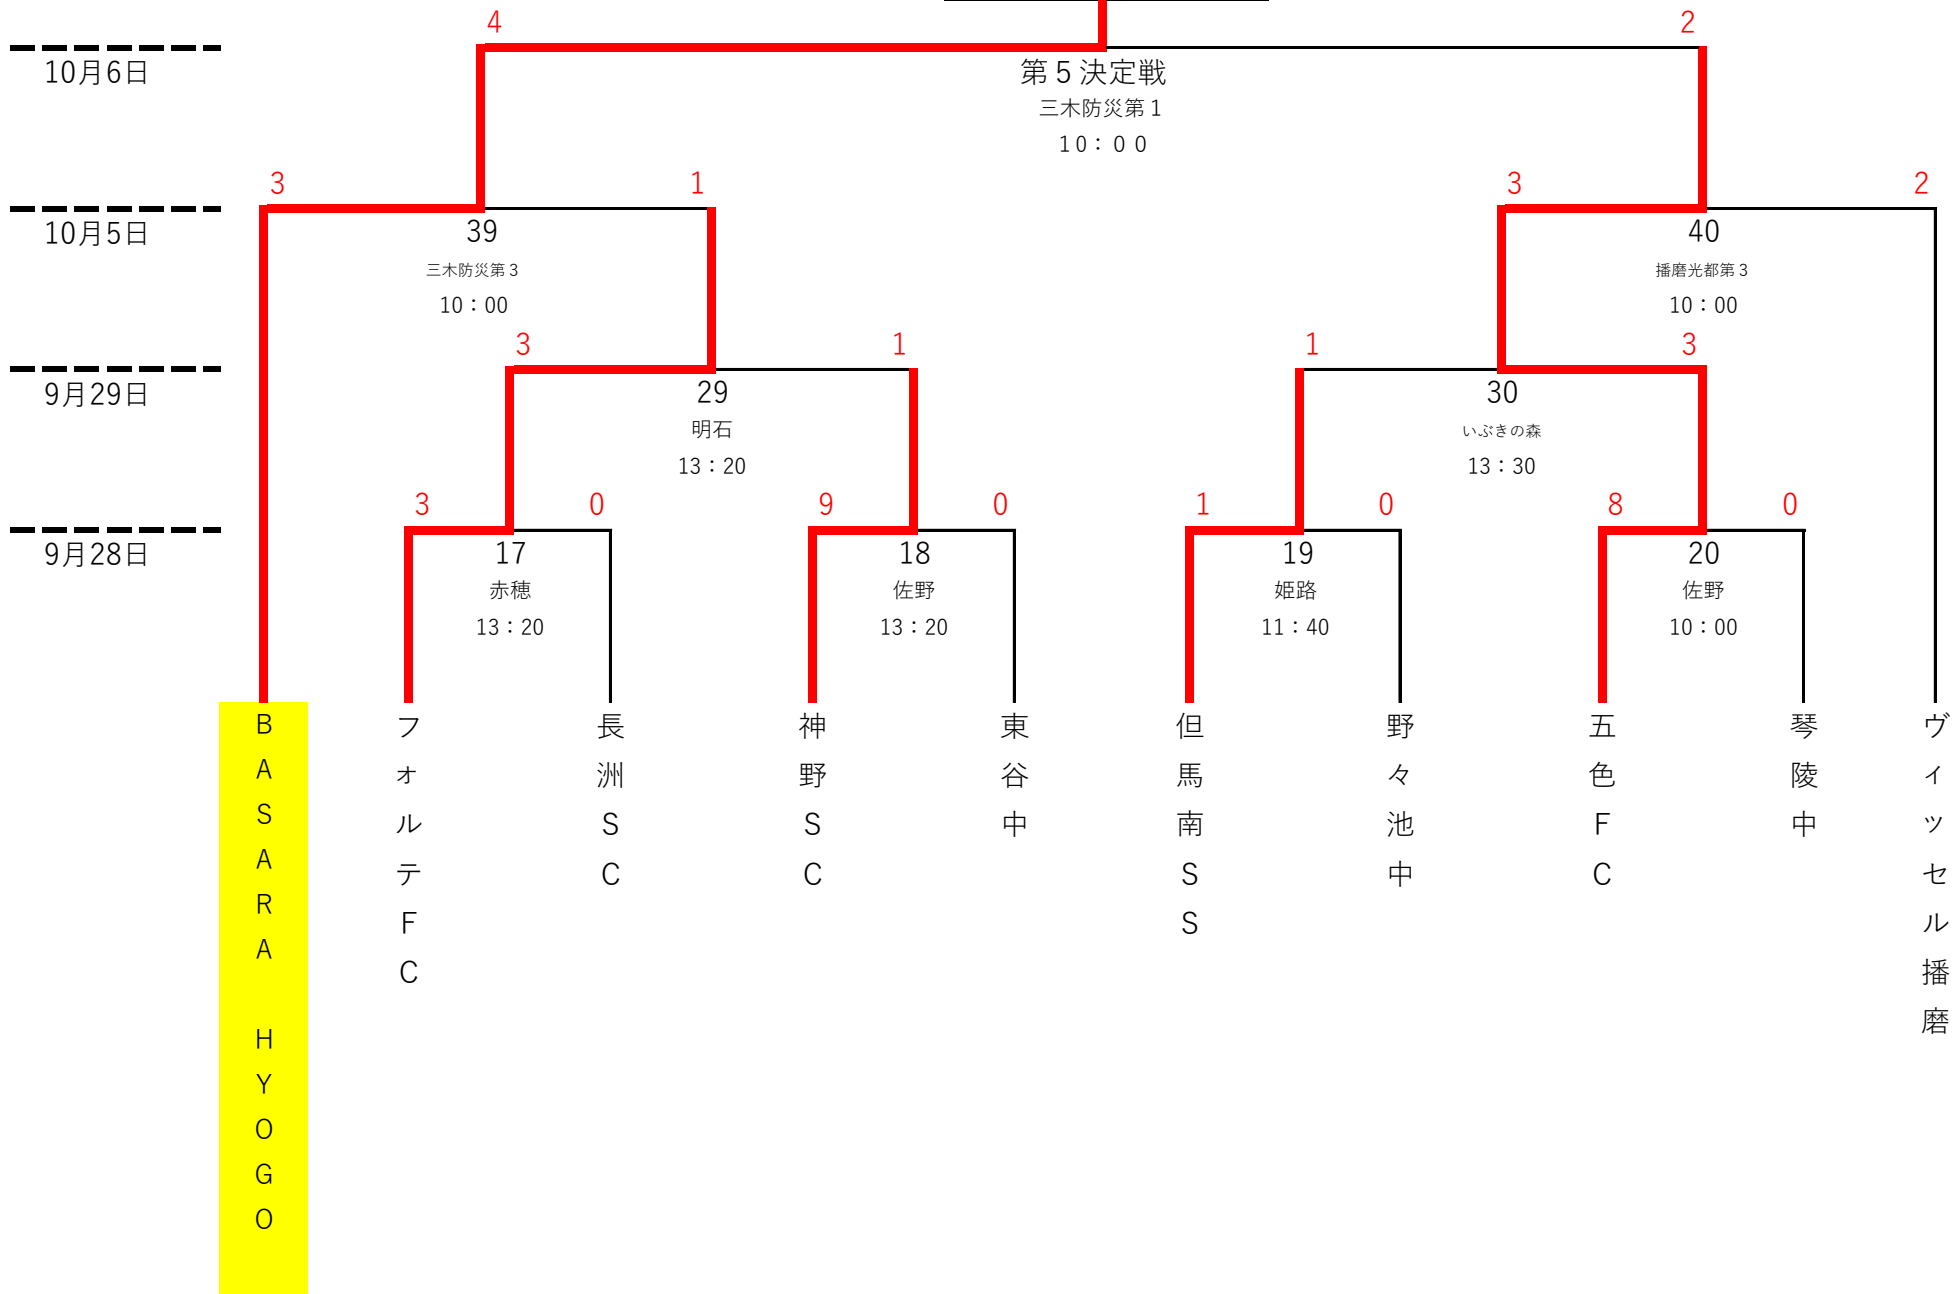 4 2
10月6日
第５決定戦
三木防災第１
１０：００
3 1 3 2
10月5日
39 40
三木防災第３ 播磨光都第３
10：00 10：00
3 1 1 3
9月29日
29 30
明石 いぶきの森
13：20 13：30
3 0 9 0 1 0 8 0
9月28日
17 18 19 20
赤穂 佐野 姫路 佐野
13：20 13：20 11：40 10：00
ＢＡＳＡＲＡ　ＨＹＯＧＯ
フォルテＦＣ
長洲ＳＣ
神野ＳＣ
東谷中
但馬南ＳＳ
野々池中
五色ＦＣ
琴陵中
ヴィッセル播磨